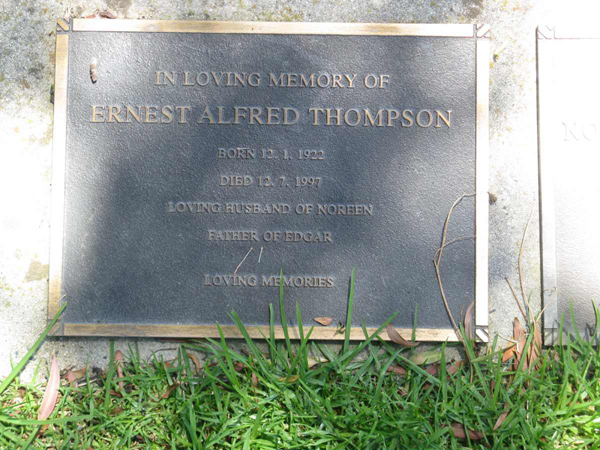 IN LOVING MEMORY OF
ERNEST ALFRED THOMPSON
BORN 12. 1. 1922
DIED 12. 7. 1997
LOVING HUSBAND OF NOREEN
FATHER OF EDGAR
LOVING MEMORIES